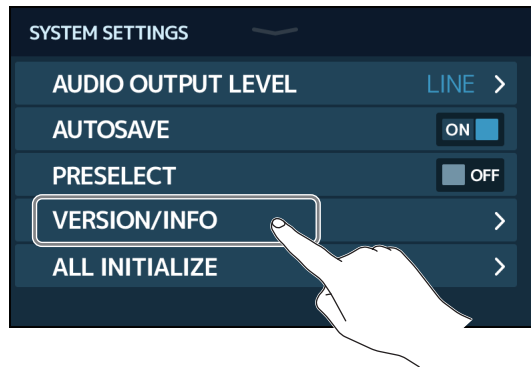 SYSTEM SETTINGS
AUDIO OUTPUT LEVEL LINE
AUTOSAVE ON
PRESELECT OFF
VERSION/INFO
ALL INITIALIZE